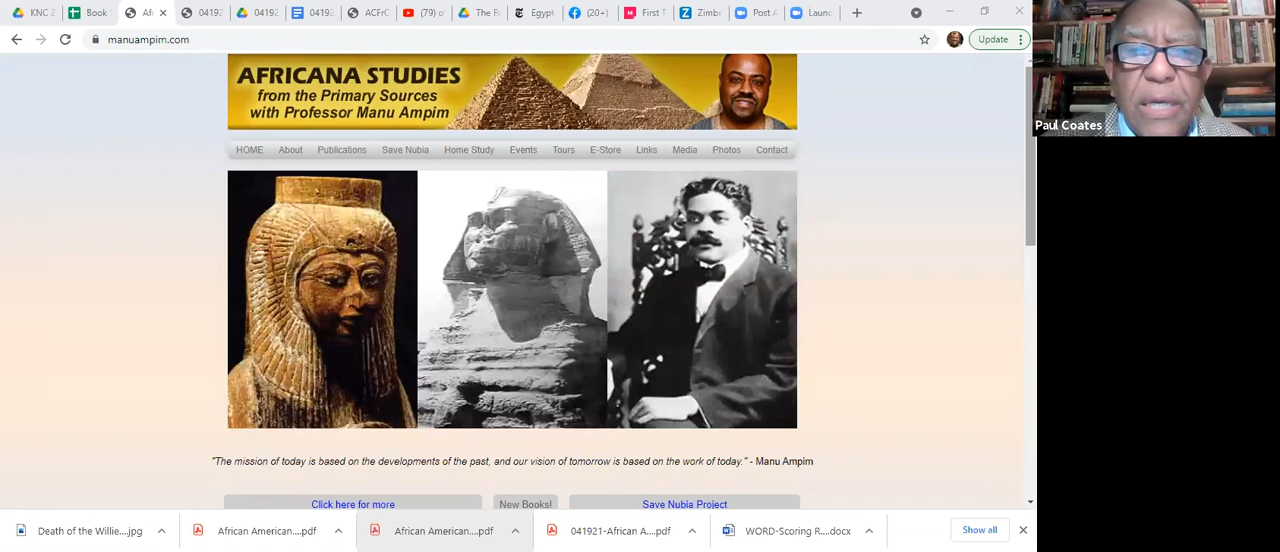 KNC 2
Book
Afr
0419
0419
0419
ACFrO
(79) o
The R
Egypt
(20+)
First T
Zimbe
Post A
Launc
manuampim.com
Update
AFRICANA STUDIES
from the Primary Sources
with Professor Manu Ampim
HOME About Publications Save Nubia Home Study Events Tours E-Store Links Media Photos Contact
Paul Coates
"The mission of today is based on the developments of the past, and our vision of tomorrow is based on the work of today." - Manu Ampim
Click here for more
New Books!
Save Nubia Project
Death of the Willie....jpg
African American....pdf
African American....pdf
041921-African A....pdf
WORD-Scoring R....docx
Show all